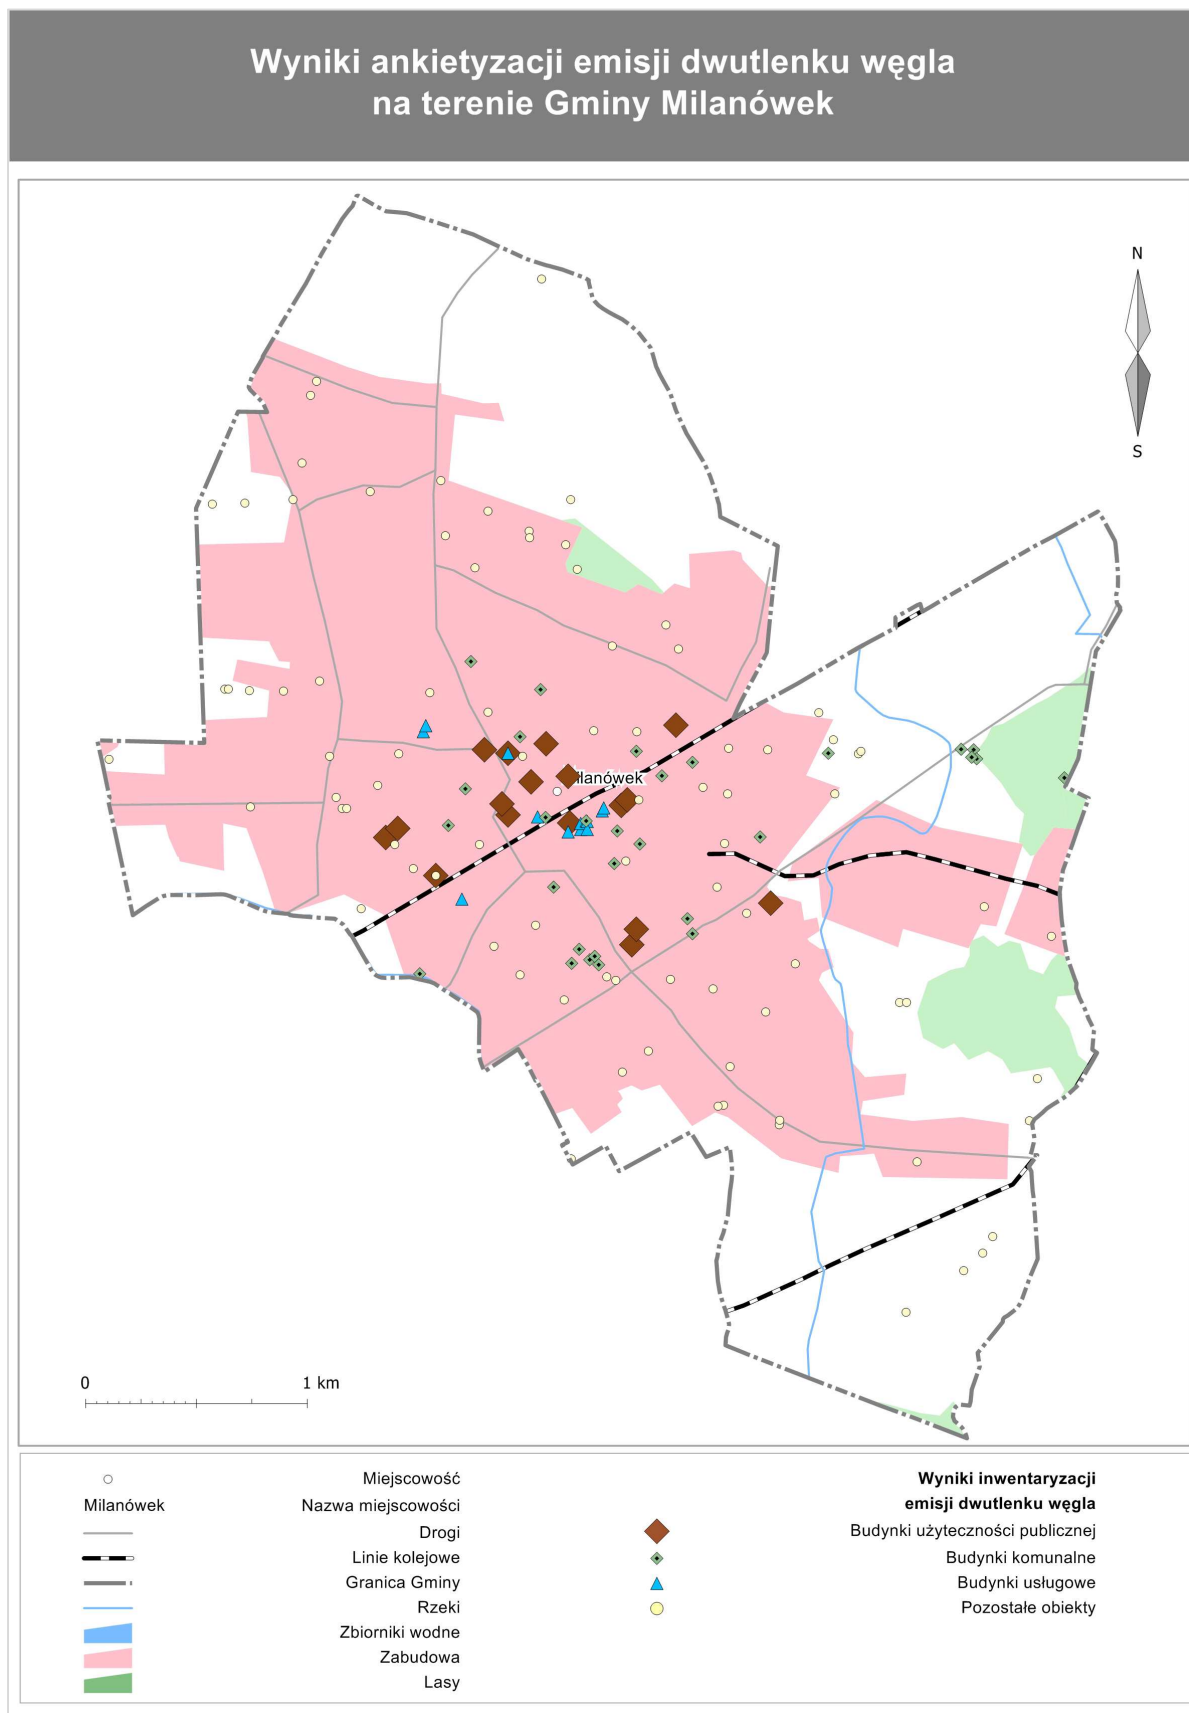 Wyniki ankietyzacji emisji dwutlenku węgla
na terenie Gminy Milanówek
N
S
ilanówek
0 1 km
Miejscowość
Milanówek Nazwa miejscowości
Drogi
Linie kolejowe
Granica Gminy
Rzeki
Zbiorniki wodne
Zabudowa
Lasy
Wyniki inwentaryzacji
emisji dwutlenku węgla
Budynki użyteczności publicznej
Budynki komunalne
Budynki usługowe
Pozostałe obiekty